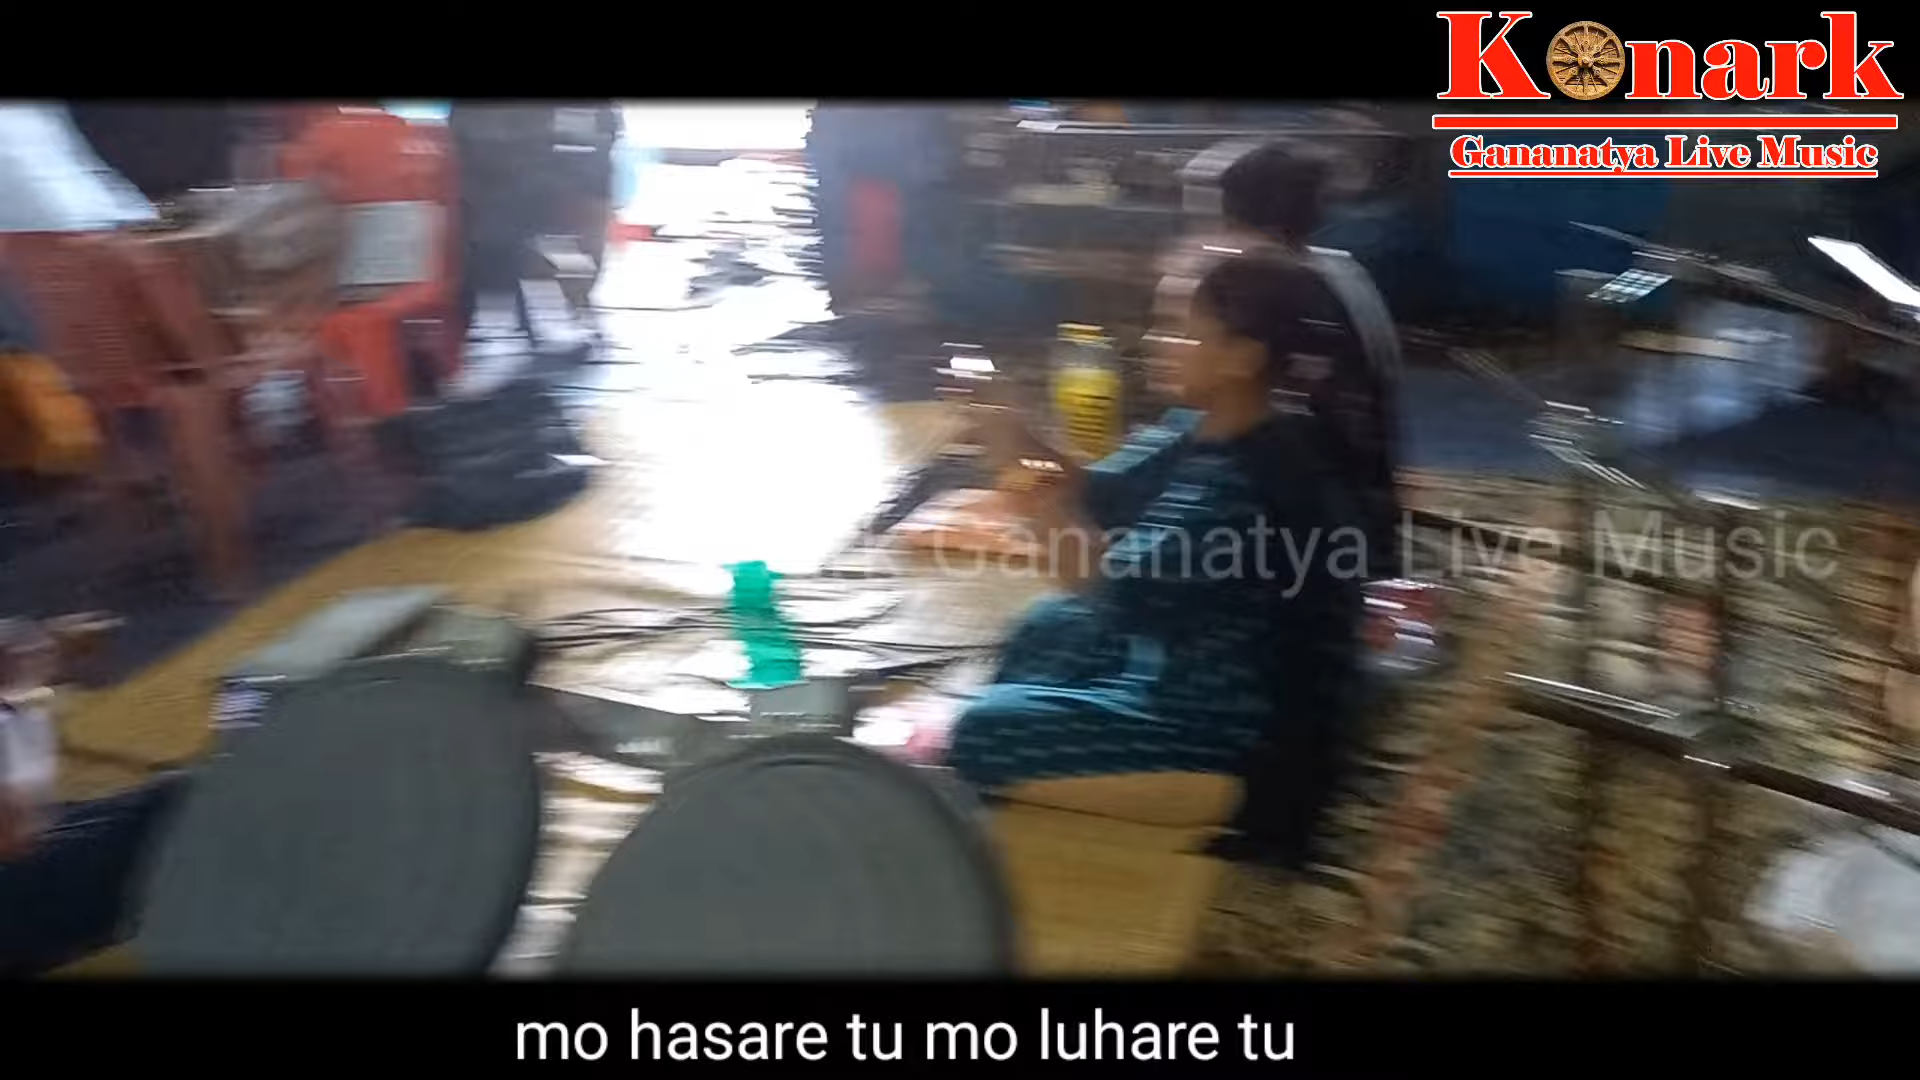 Konark
Gananatya Live Music
k Gananatya Live Music
mo hasare tu mo luhare tu